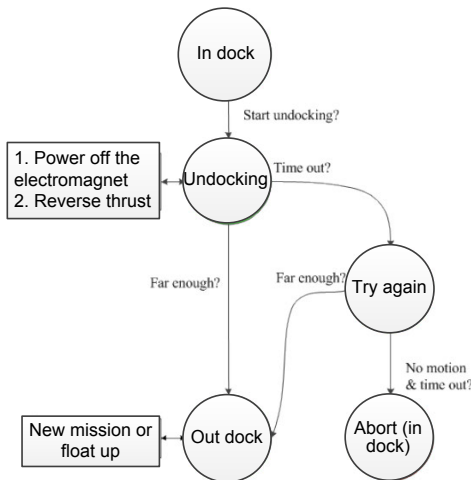 In dock
Start undocking?
1. Power off the
electromagnet
2. Reverse thrust
Undocking
Time out?
Far enough?
Far enough?
Try again
No motion
& time out?
New mission or
float up
Out dock
Abort (in
dock)